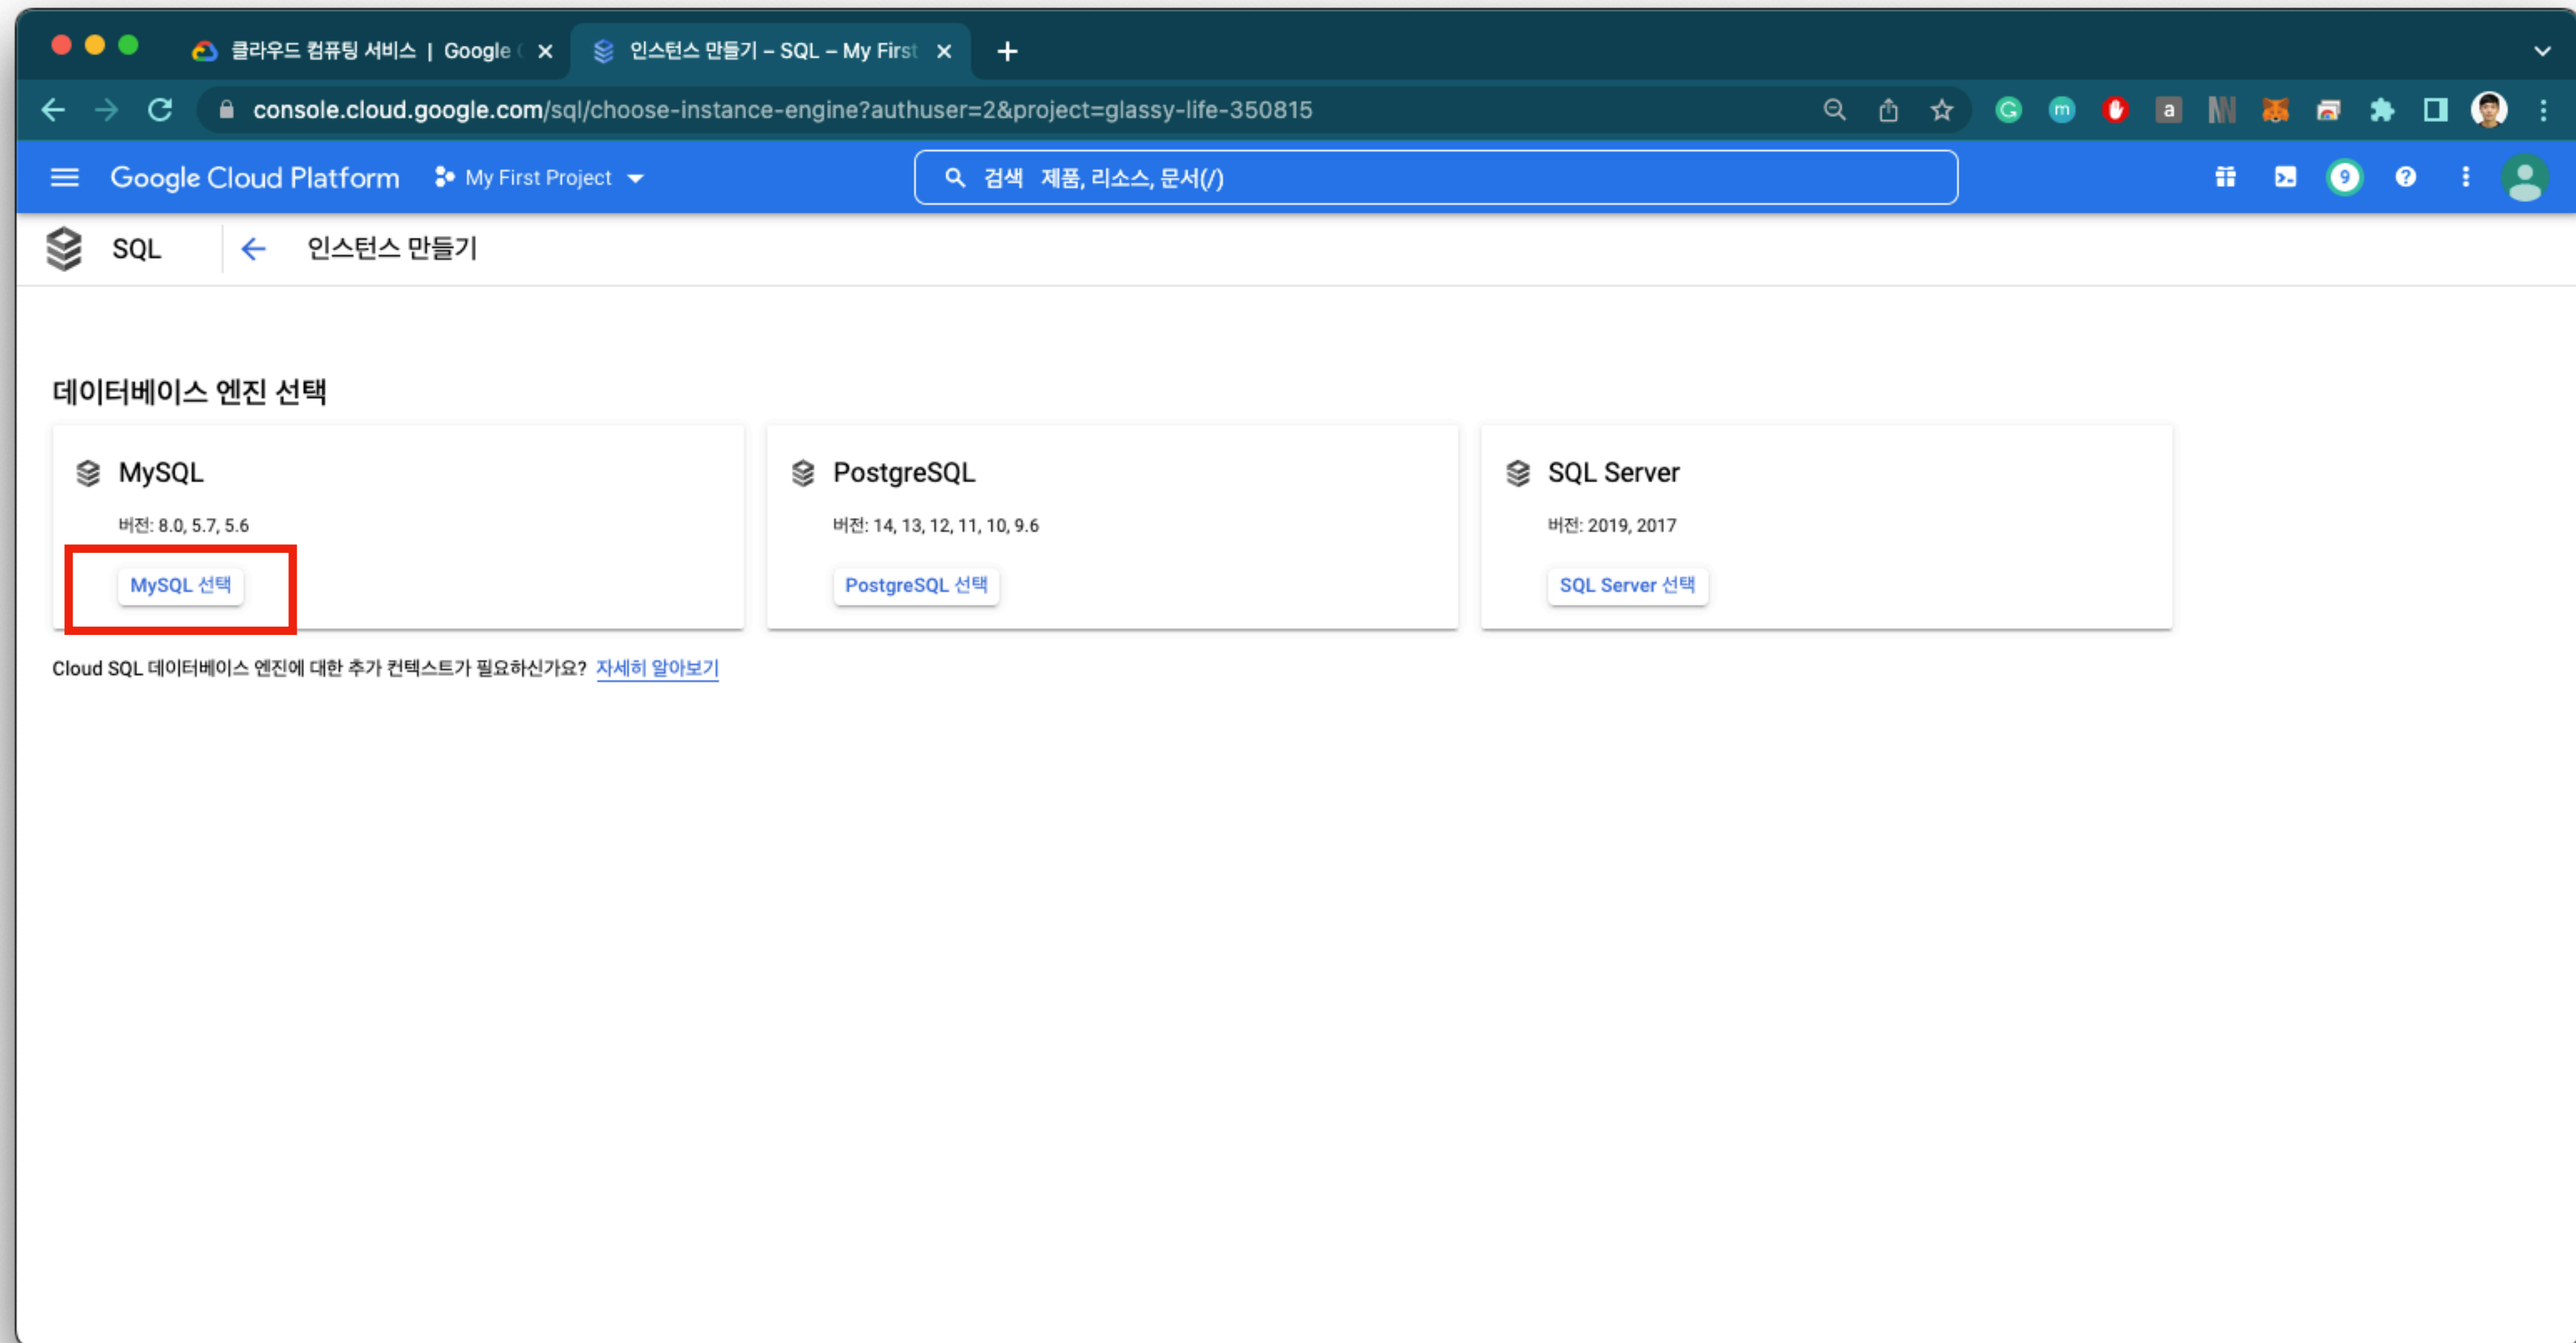 클라우드 컴퓨팅 서비스 | Google C
인스턴스 만들기 – SQL – My First
console.cloud.google.com/sql/choose-instance-engine?authuser=2&project=glassy-life-350815
Google Cloud Platform
My First Project
검색 제품, 리소스, 문서(/)
9
SQL
인스턴스 만들기
데이터베이스 엔진 선택
MySQL
버전: 8.0, 5.7, 5.6
MySQL 선택
PostgreSQL
버전: 14, 13, 12, 11, 10, 9.6
PostgreSQL 선택
SQL Server
버전: 2019, 2017
SQL Server 선택
Cloud SQL 데이터베이스 엔진에 대한 추가 컨텍스트가 필요하신가요? 자세히 알아보기